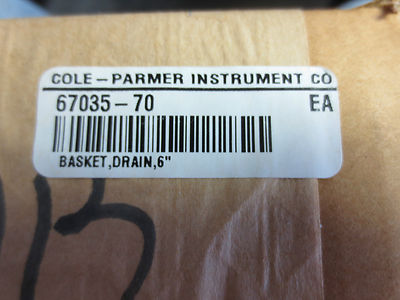 COLE-PARMER INSTRUMENT CO
67035-70 EA
BASKET,DRAIN,6"